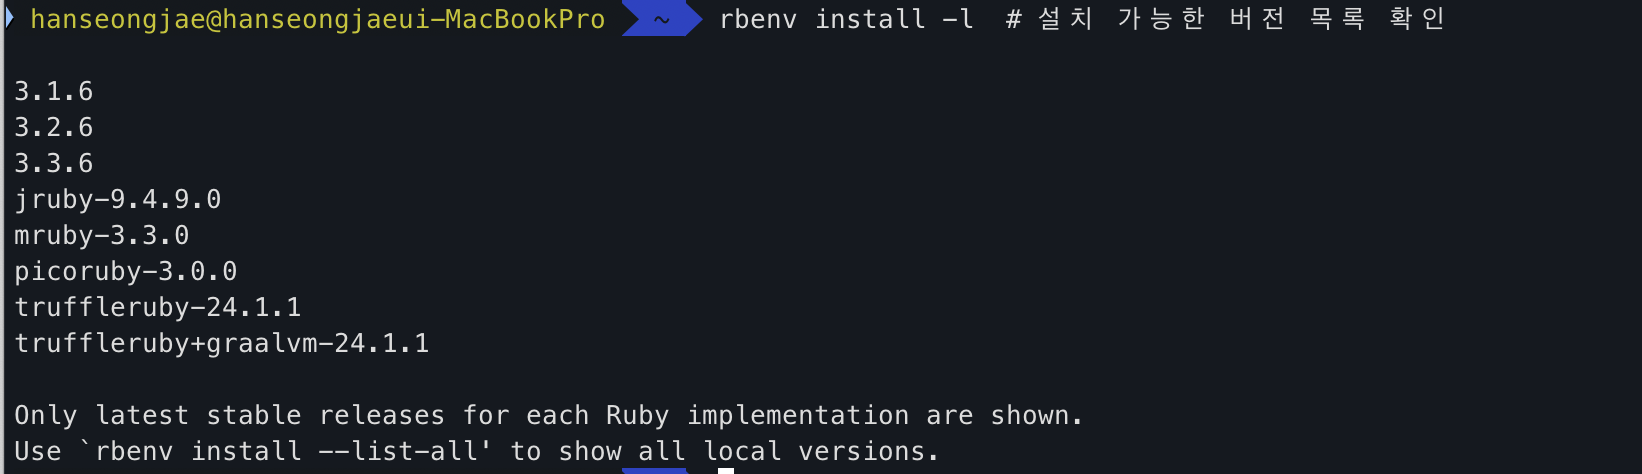 hanseongjae@hanseongjaeui-MacBookPro ~ rbenv install -l # 설치 가능한 버전 목록 확인
3.1.6
3.2.6
3.3.6
jruby-9.4.9.0
mruby-3.3.0
picoruby-3.0.0
truffleruby-24.1.1
truffleruby+graalvm-24.1.1
Only latest stable releases for each Ruby implementation are shown.
Use `rbenv install --list-all' to show all local versions.